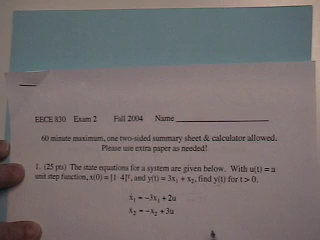 EECE 830 Exam 2 Fall 2004 Name
60 minute maximum, one two-sided summary sheet & calculator allowed.
Please use extra paper as needed!
1. (25 pts) The state equations for a system are given below. With u(t) = a
unit step function, x(0) = [1 4]ᵀ, and y(t) = 3x₁ + x₂, find y(t) for t > 0.
ẋ₁ = −3x₁ + 2u
ẋ₂ = −x₂ + 3u